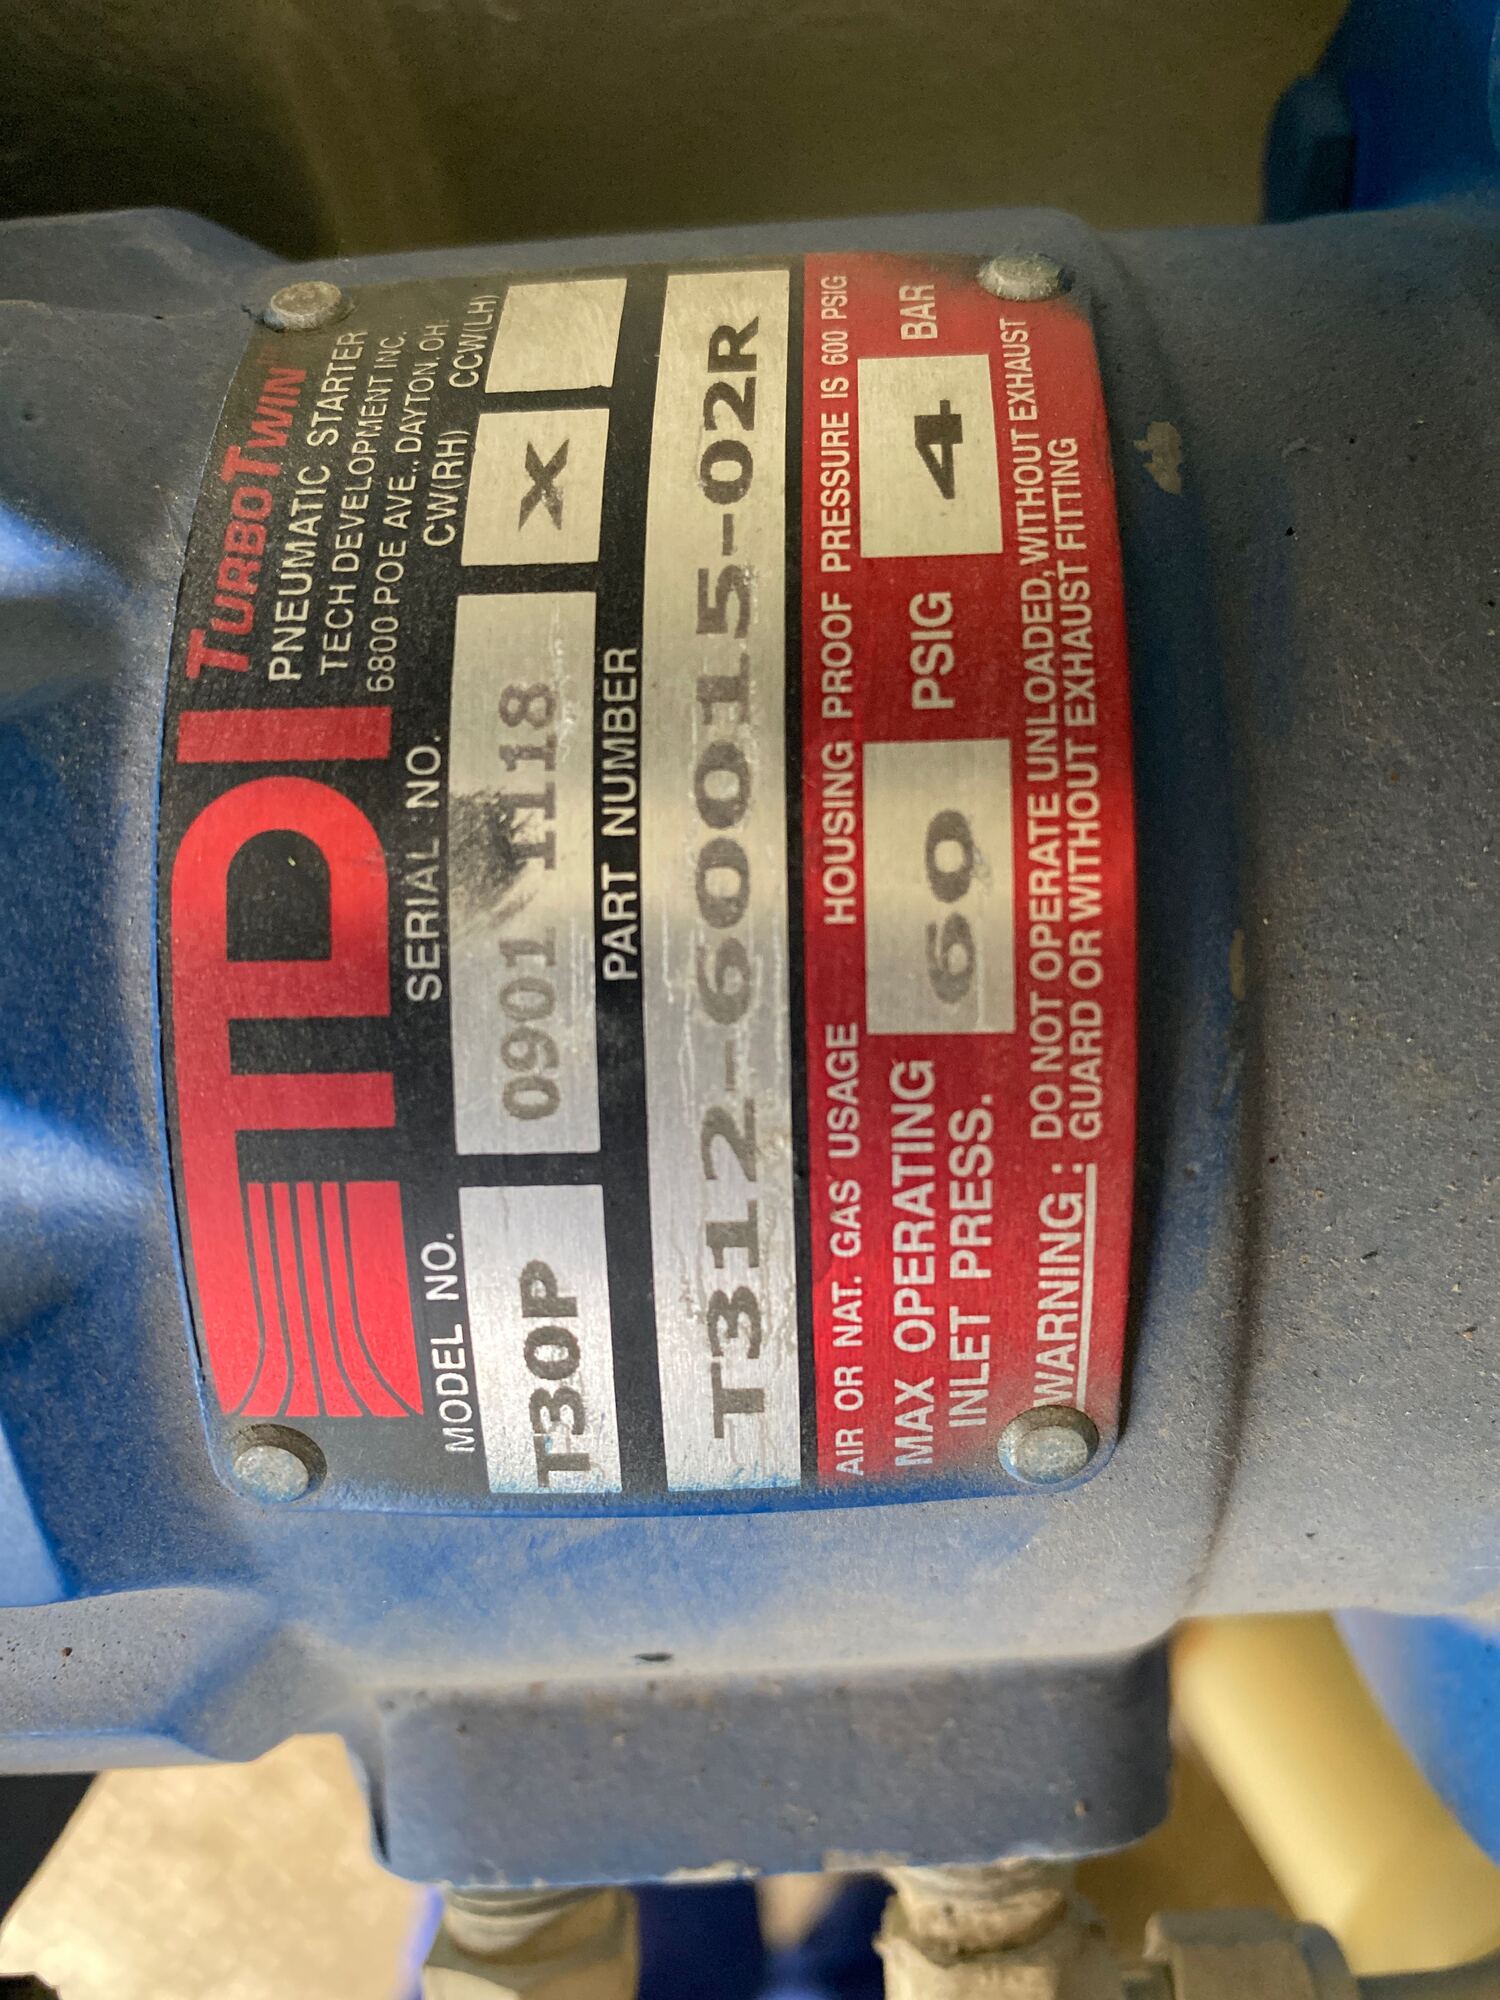 TDI
TURBOTWIN™
PNEUMATIC STARTER
TECH DEVELOPMENT INC.
6800 POE AVE., DAYTON, OH.
MODEL NO. SERIAL NO. CW(RH) CCW(LH)
T30P 0901 1118 X
PART NUMBER
T312-60015-02R
AIR OR NAT. GAS USAGE HOUSING PROOF PRESSURE IS 600 PSIG
MAX OPERATING
INLET PRESS. 60 PSIG 4 BAR
WARNING: DO NOT OPERATE UNLOADED, WITHOUT EXHAUST
GUARD OR WITHOUT EXHAUST FITTING